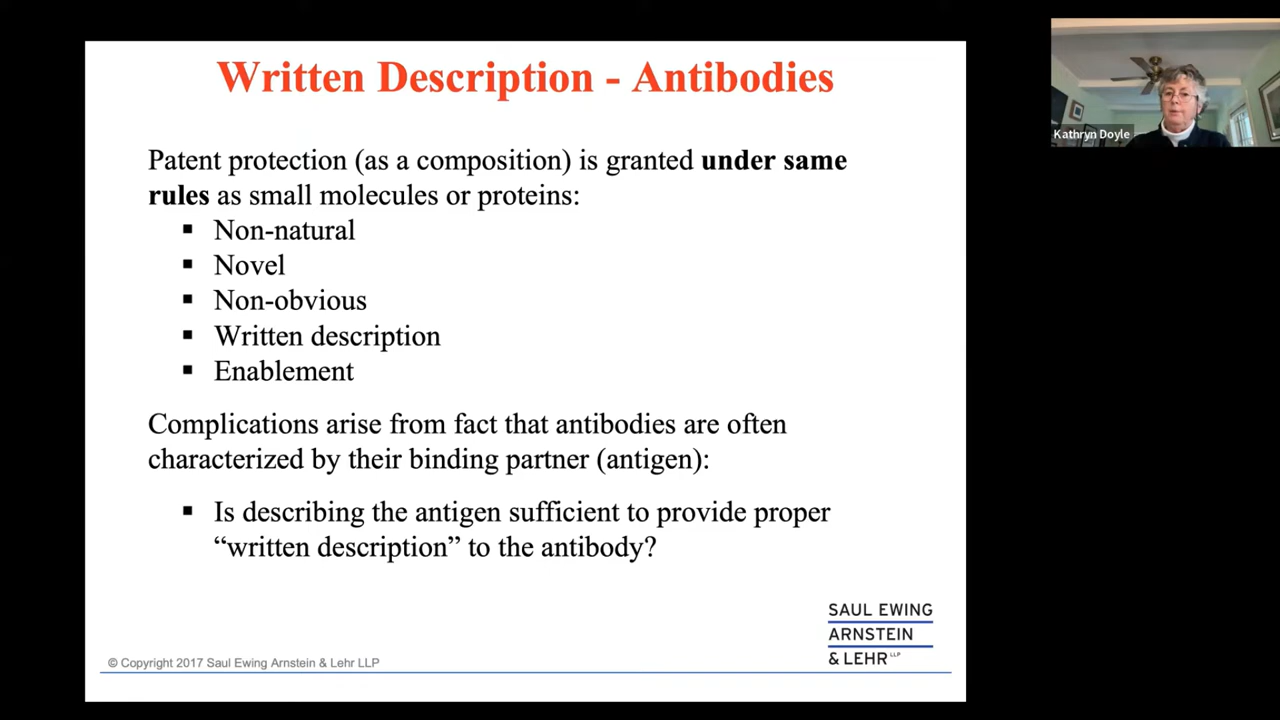 Written Description - Antibodies
Patent protection (as a composition) is granted under same
rules as small molecules or proteins:
▪ Non-natural
▪ Novel
▪ Non-obvious
▪ Written description
▪ Enablement
Complications arise from fact that antibodies are often
characterized by their binding partner (antigen):
▪ Is describing the antigen sufficient to provide proper
“written description” to the antibody?
SAUL EWING
ARNSTEIN
& LEHR LLP
© Copyright 2017 Saul Ewing Arnstein & Lehr LLP
Kathryn Doyle